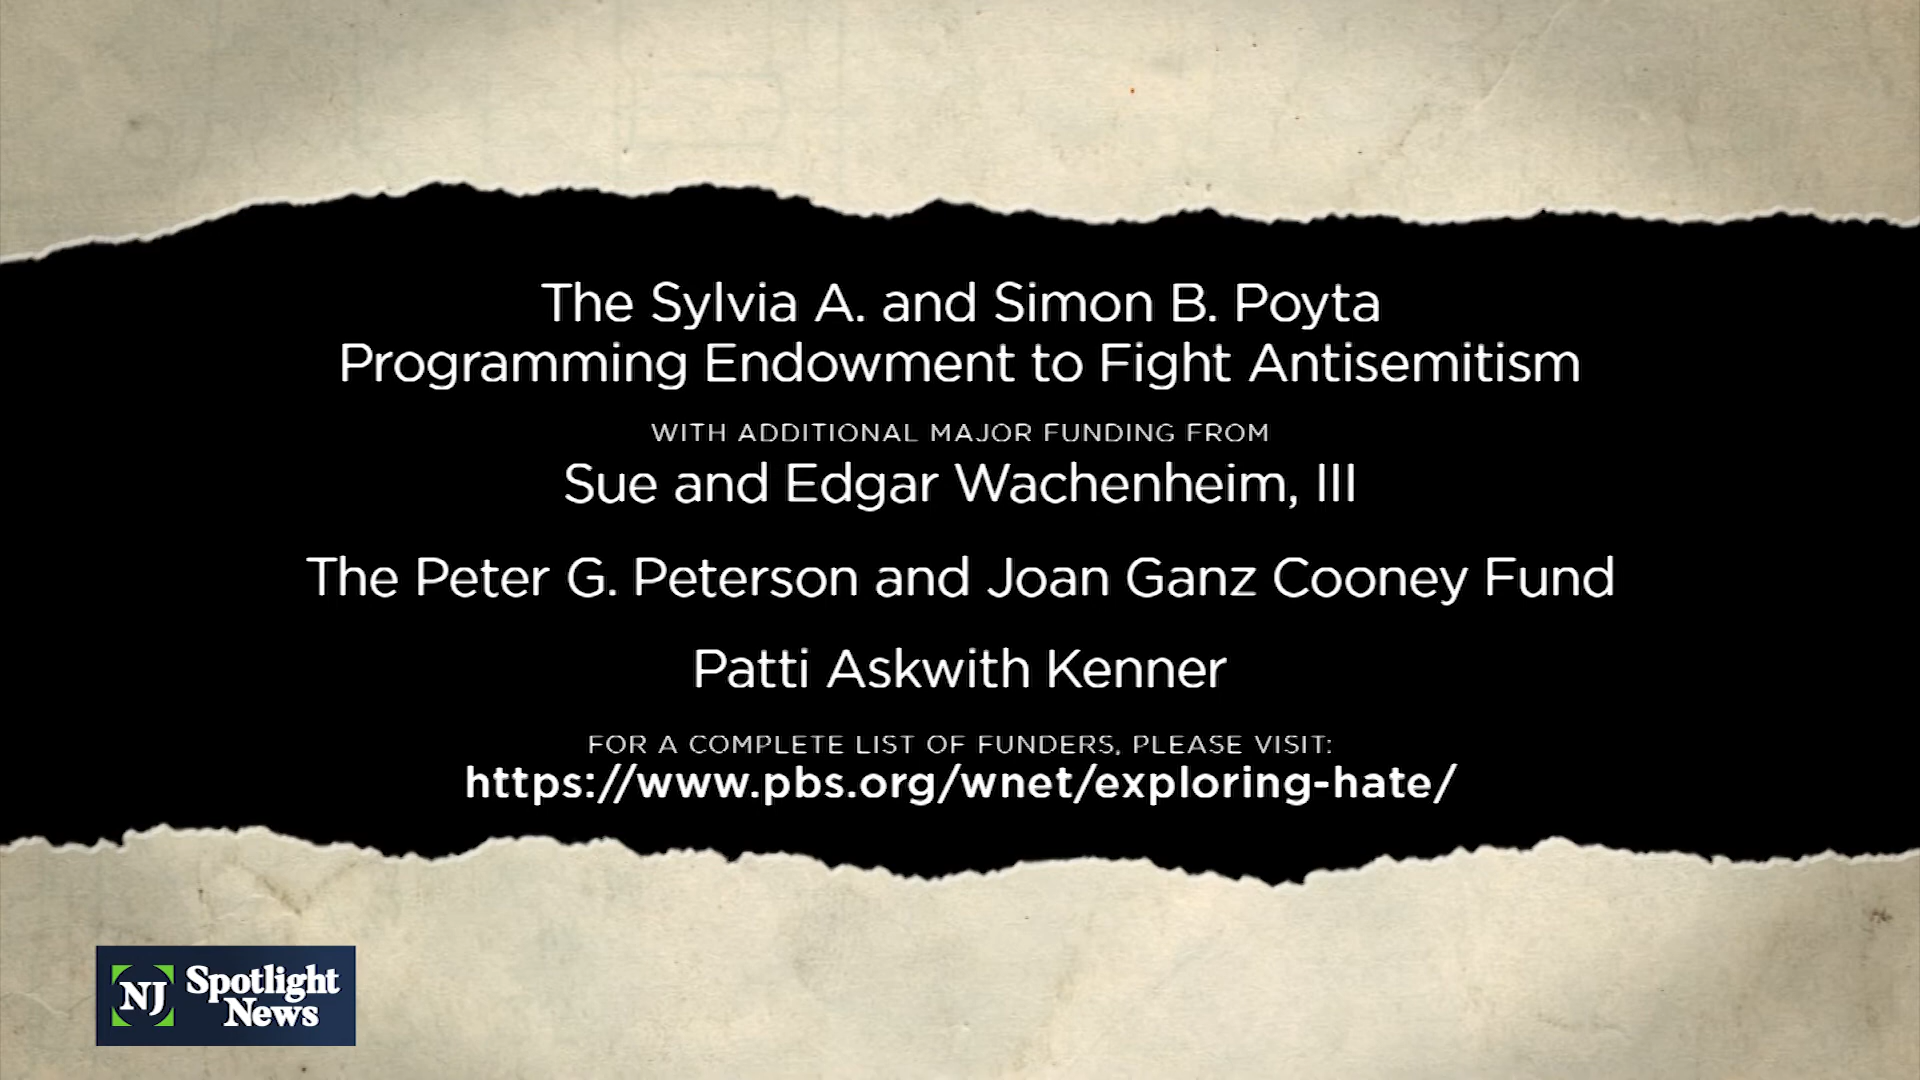 The Sylvia A. and Simon B. Poyta
Programming Endowment to Fight Antisemitism
WITH ADDITIONAL MAJOR FUNDING FROM
Sue and Edgar Wachenheim, III
The Peter G. Peterson and Joan Ganz Cooney Fund
Patti Askwith Kenner
FOR A COMPLETE LIST OF FUNDERS, PLEASE VISIT:
https://www.pbs.org/wnet/exploring-hate/
NJ Spotlight
News